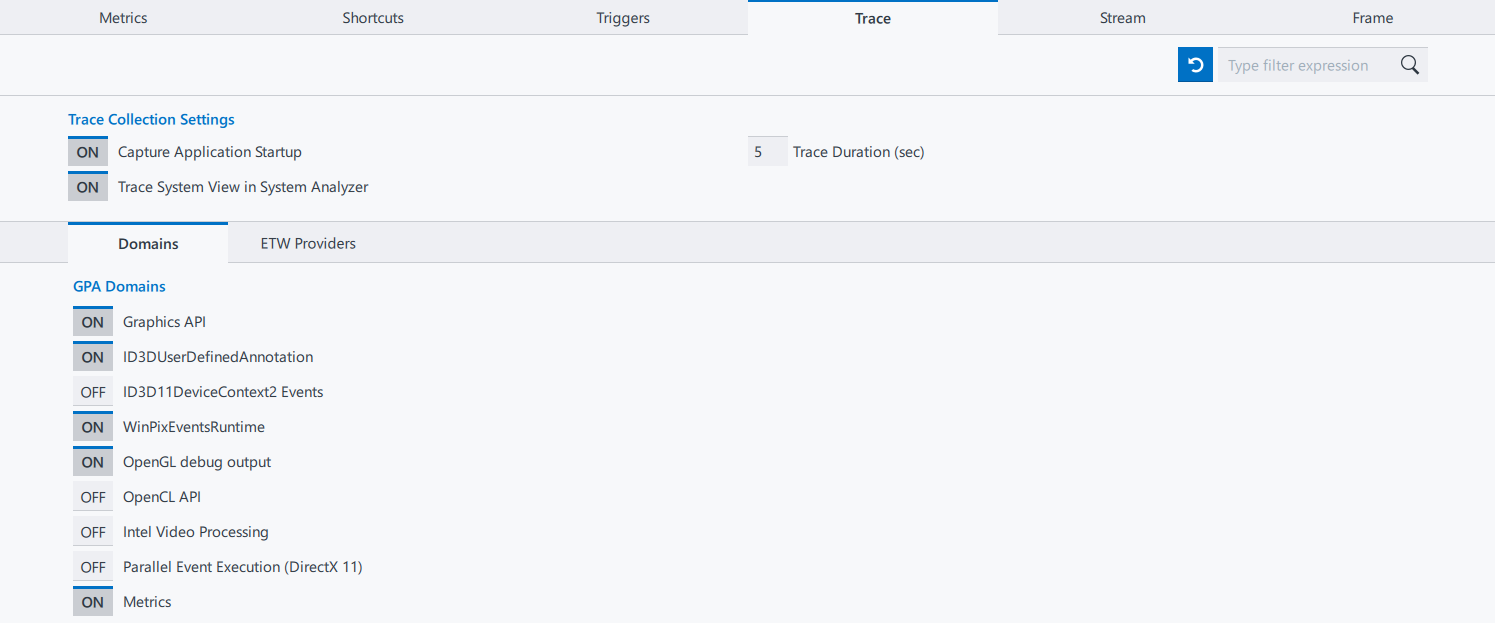 Metrics Shortcuts Triggers Trace Stream Frame
Type filter expression
Trace Collection Settings
ON Capture Application Startup 5 Trace Duration (sec)
ON Trace System View in System Analyzer
Domains ETW Providers
GPA Domains
ON Graphics API
ON ID3DUserDefinedAnnotation
OFF ID3D11DeviceContext2 Events
ON WinPixEventsRuntime
ON OpenGL debug output
OFF OpenCL API
OFF Intel Video Processing
OFF Parallel Event Execution (DirectX 11)
ON Metrics